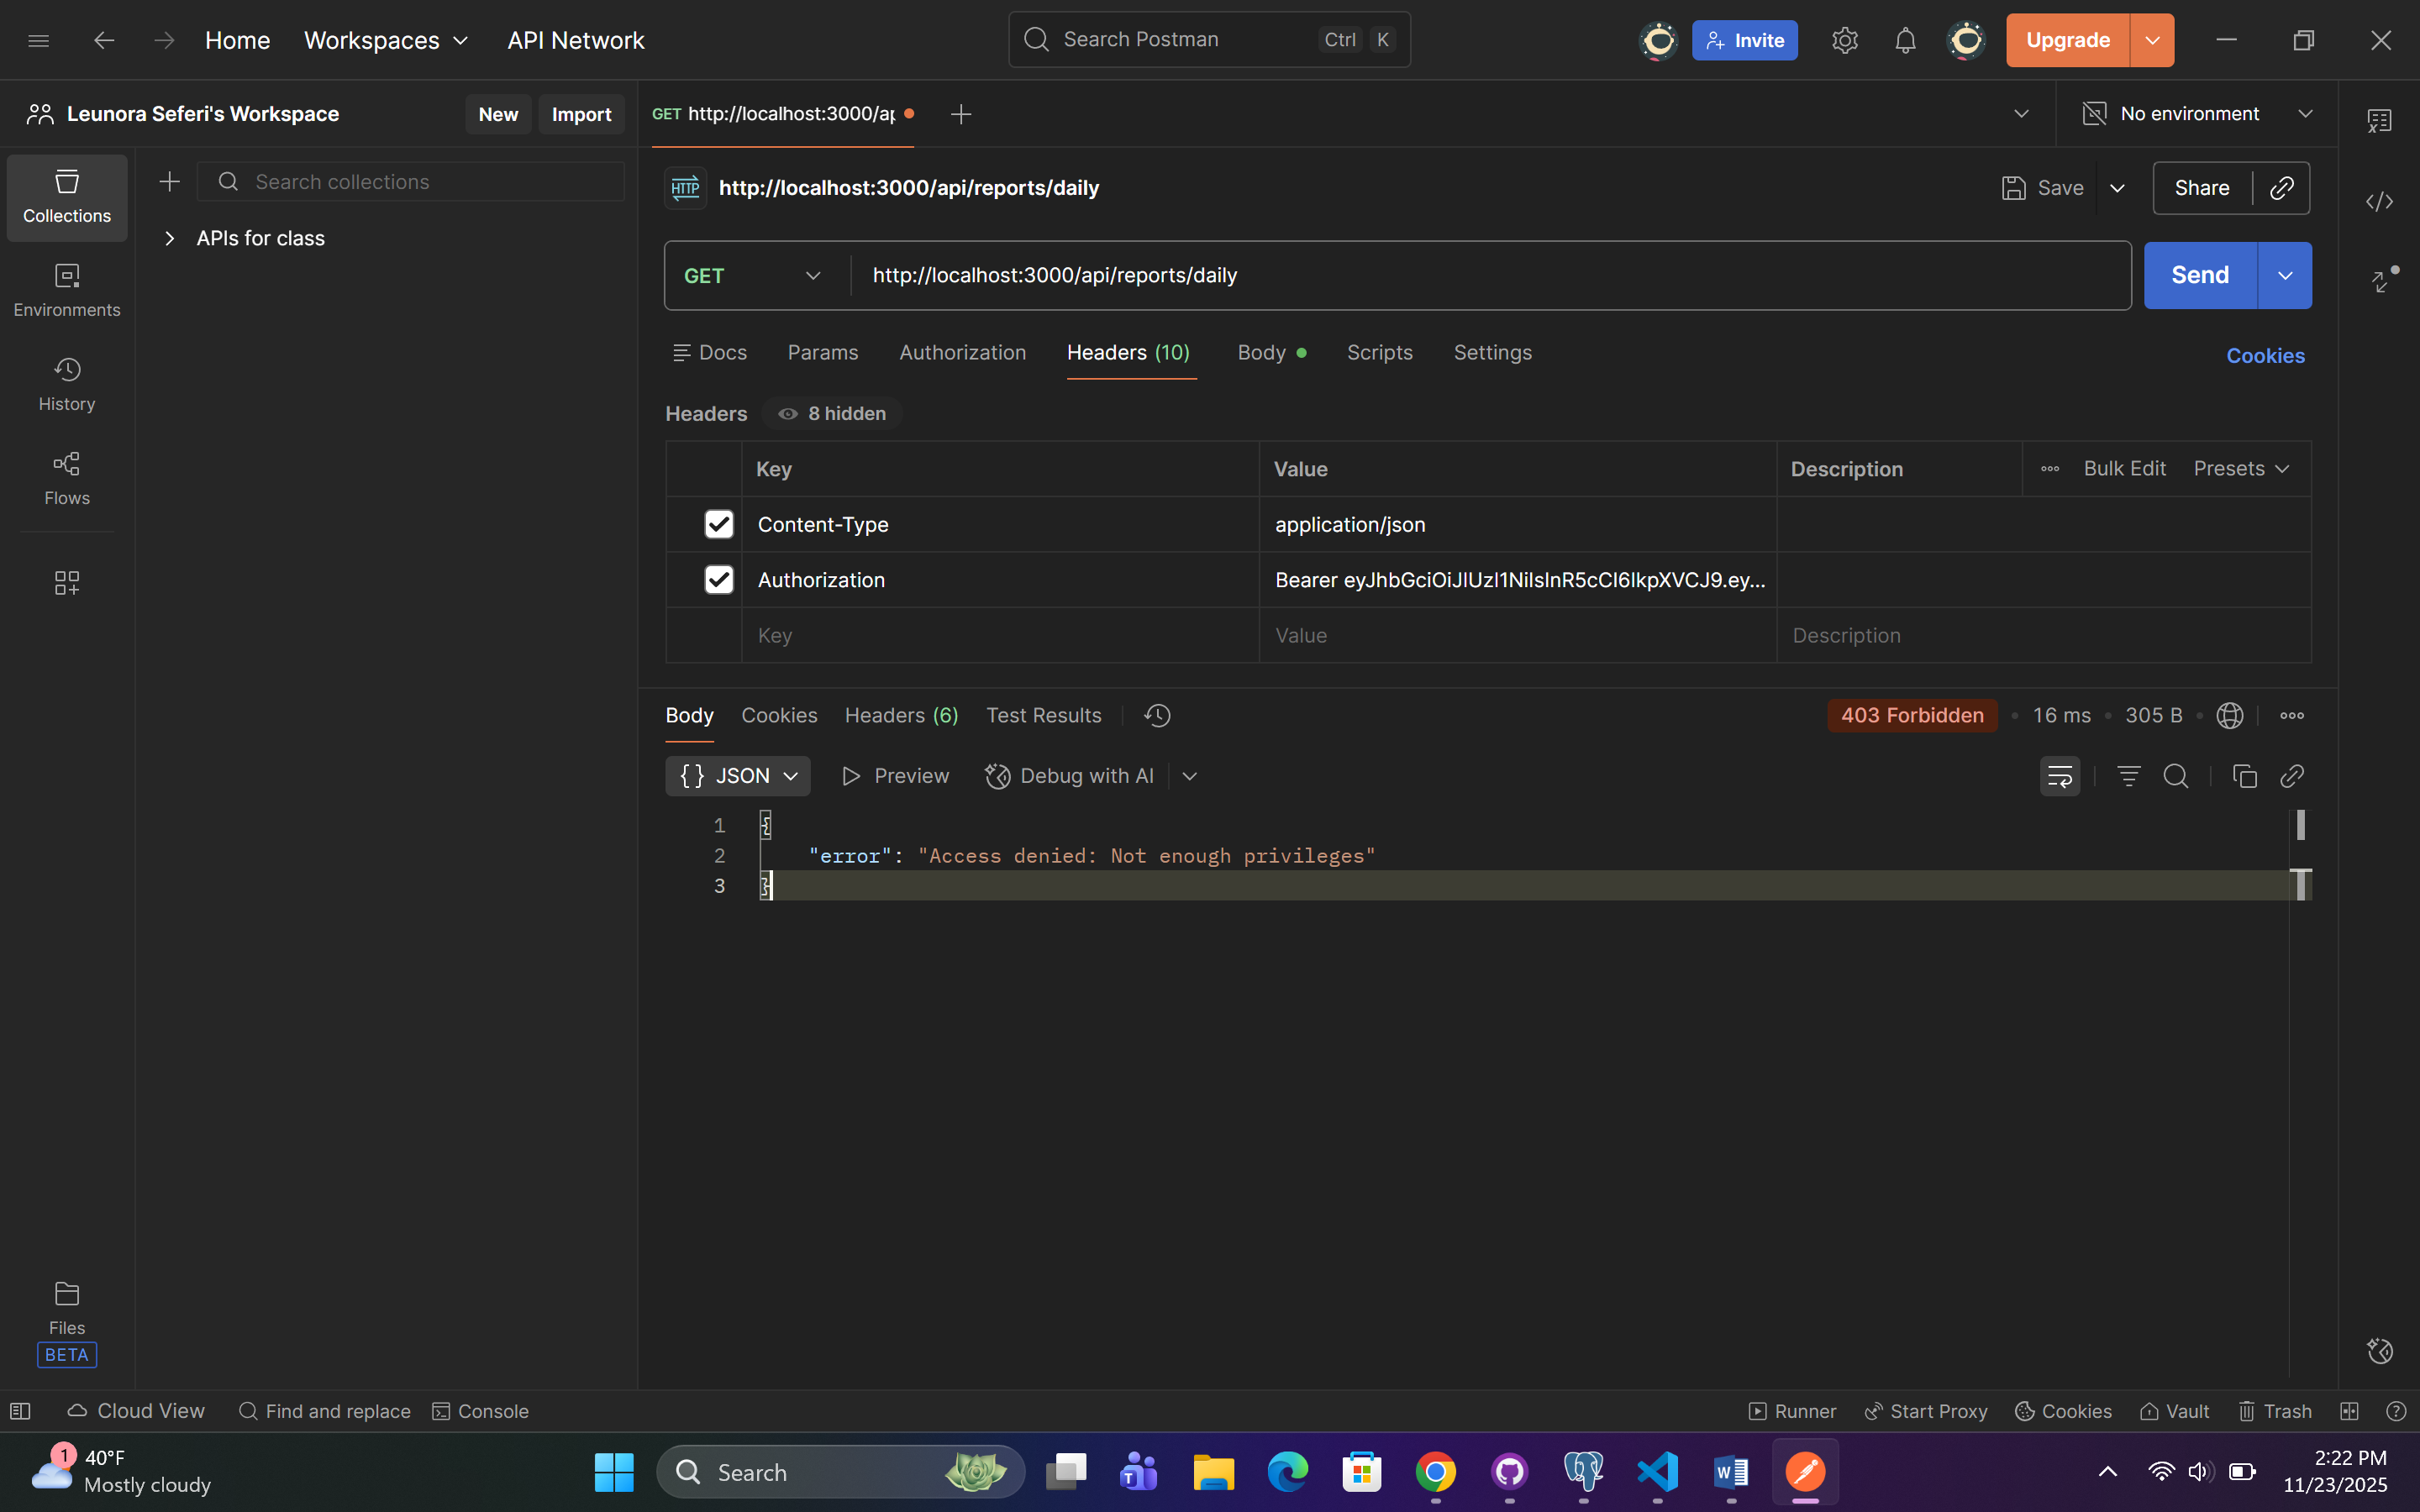 Home Workspaces API Network Search Postman Ctrl K Invite Upgrade
Leunora Seferi's Workspace New Import GET http://localhost:3000/ap No environment
Search collections
Collections
APIs for class
Environments
History
Flows
Files
BETA
HTTP http://localhost:3000/api/reports/daily Save Share
GET http://localhost:3000/api/reports/daily Send
Docs Params Authorization Headers (10) Body Scripts Settings Cookies
Headers 8 hidden
Key Value Description Bulk Edit Presets
Content-Type application/json
Authorization
Key Value Description
Body Cookies Headers (6) Test Results 403 Forbidden 16 ms 305 B
{} JSON Preview Debug with AI
1 {
2 "error": "Access denied: Not enough privileges"
3 }
Cloud View Find and replace Console Runner Start Proxy Cookies Vault Trash
1 40°F
Mostly cloudy
Search
2:22 PM
11/23/2025